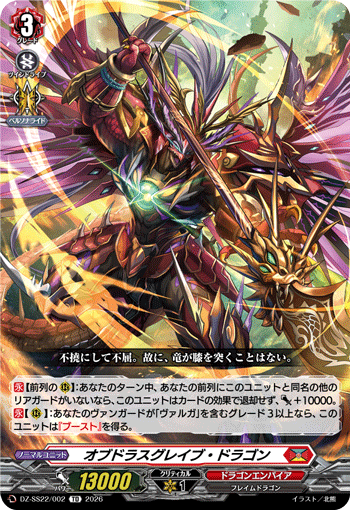 3
グレード
ツインドライブ
ペルソナライド
不撓にして不屈。故に、竜が膝を突くことはない。
永【前列の】:あなたのターン中、あなたの前列にこのユニットと同名の他の
リアガードがいないなら、このユニットはカードの効果で退却せず、+10000。
永【前列の】:あなたのヴァンガードが「ヴァルガ」を含むグレード3以上なら、このユ
ニットは『ブースト』を得る。
ノーマルユニット
オブドラスグレイブ・ドラゴン
パワー 13000
クリティカル
1
ドラゴンエンパイア
フレイムドラゴン
D-DZ-SS22/002 TD 2026
イラスト/北熊